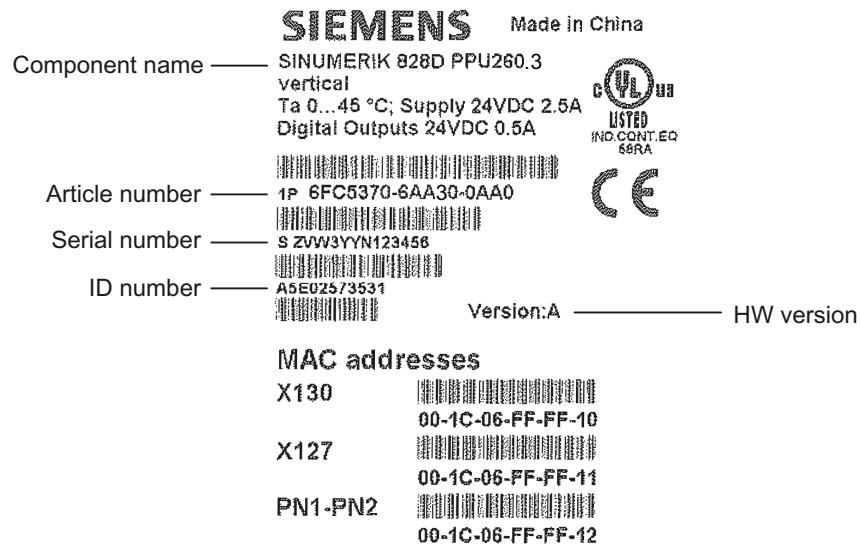 SIEMENS Made in China
Component name SINUMERIK 828D PPU260.3
vertical
Ta 0...45 °C; Supply 24VDC 2.5A
Digital Outputs 24VDC 0.5A
C UL US
LISTED
IND.CONT.EQ
58RA
Article number 1P 6FC5370-6AA30-0AA0
CE
Serial number S ZVW3YYN123456
ID number A5E02573531
Version:A HW version
MAC addresses
X130
00-1C-06-FF-FF-10
X127
00-1C-06-FF-FF-11
PN1-PN2
00-1C-06-FF-FF-12